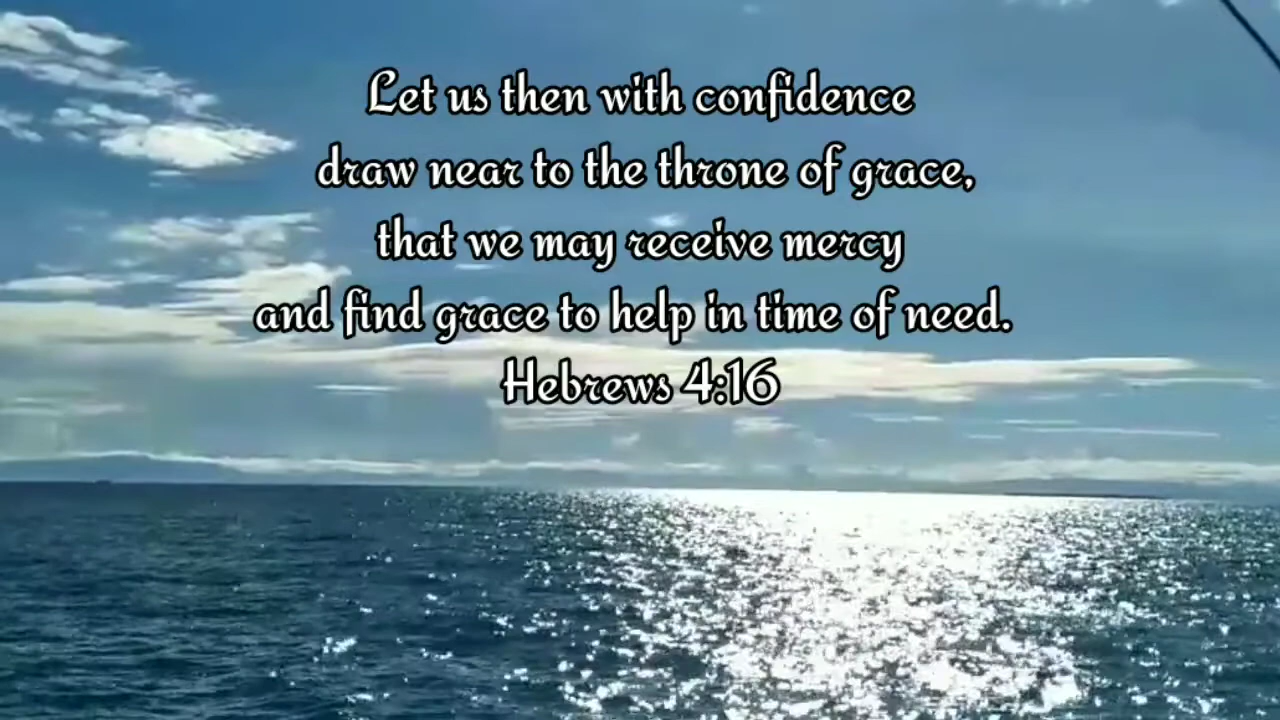 Let us then with confidence
draw near to the throne of grace,
that we may receive mercy
and find grace to help in time of need.
Hebrews 4:16